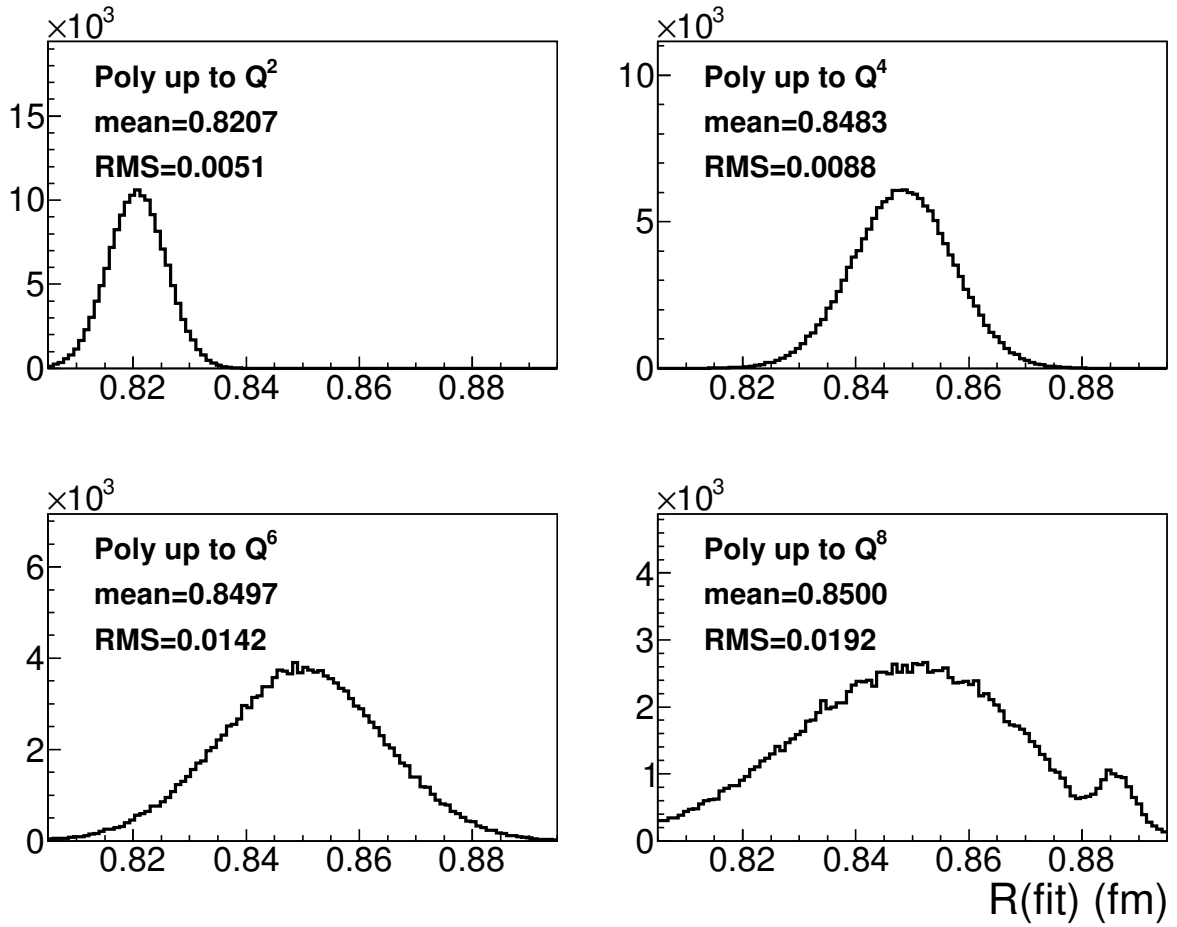 ×10³
Poly up to Q²
mean=0.8207
RMS=0.0051
15
10
5
0
0.82 0.84 0.86 0.88
×10³
Poly up to Q⁴
mean=0.8483
RMS=0.0088
10
5
0
0.82 0.84 0.86 0.88
×10³
Poly up to Q⁶
mean=0.8497
RMS=0.0142
6
4
2
0
0.82 0.84 0.86 0.88
×10³
Poly up to Q⁸
mean=0.8500
RMS=0.0192
4
3
2
1
0
0.82 0.84 0.86 0.88
R(fit) (fm)